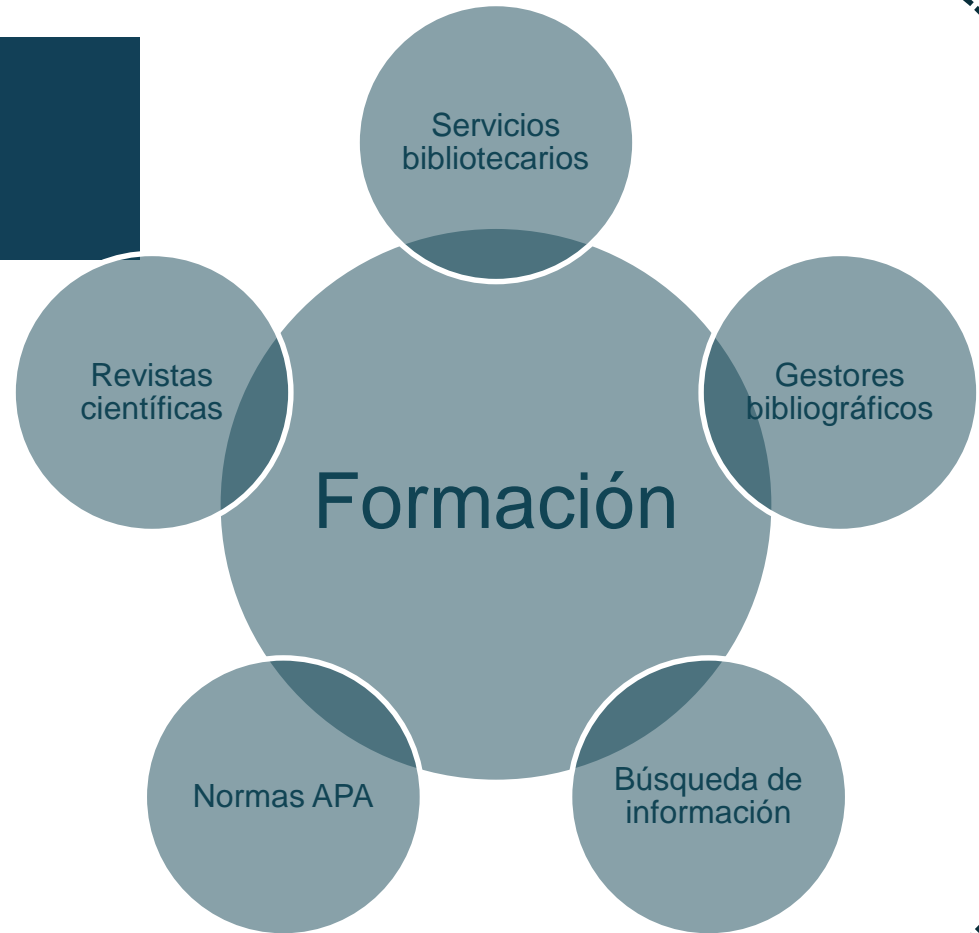 Servicios
bibliotecarios
Revistas
científicas
Gestores
bibliográficos
Formación
Normas APA
Búsqueda de
información